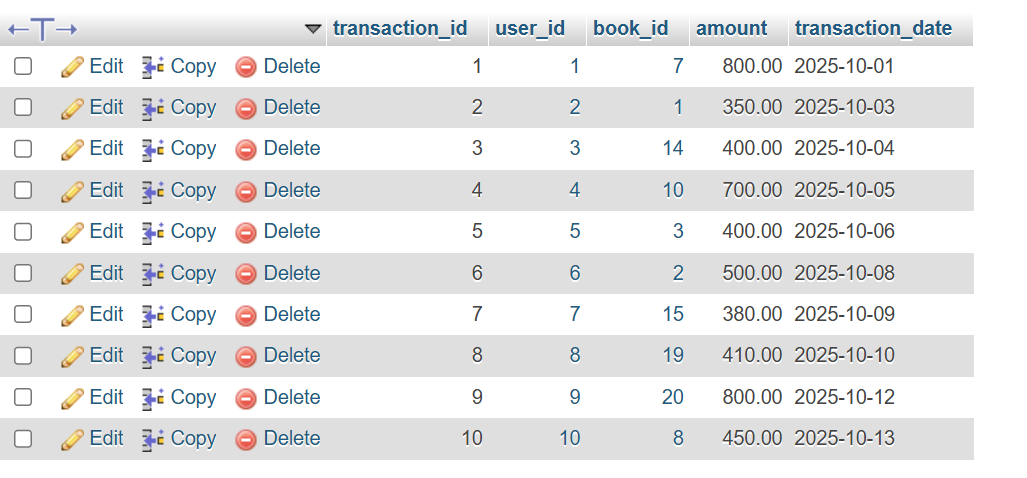 transaction_id user_id book_id amount transaction_date
Edit Copy Delete 1 1 7 800.00 2025-10-01
Edit Copy Delete 2 2 1 350.00 2025-10-03
Edit Copy Delete 3 3 14 400.00 2025-10-04
Edit Copy Delete 4 4 10 700.00 2025-10-05
Edit Copy Delete 5 5 3 400.00 2025-10-06
Edit Copy Delete 6 6 2 500.00 2025-10-08
Edit Copy Delete 7 7 15 380.00 2025-10-09
Edit Copy Delete 8 8 19 410.00 2025-10-10
Edit Copy Delete 9 9 20 800.00 2025-10-12
Edit Copy Delete 10 10 8 450.00 2025-10-13